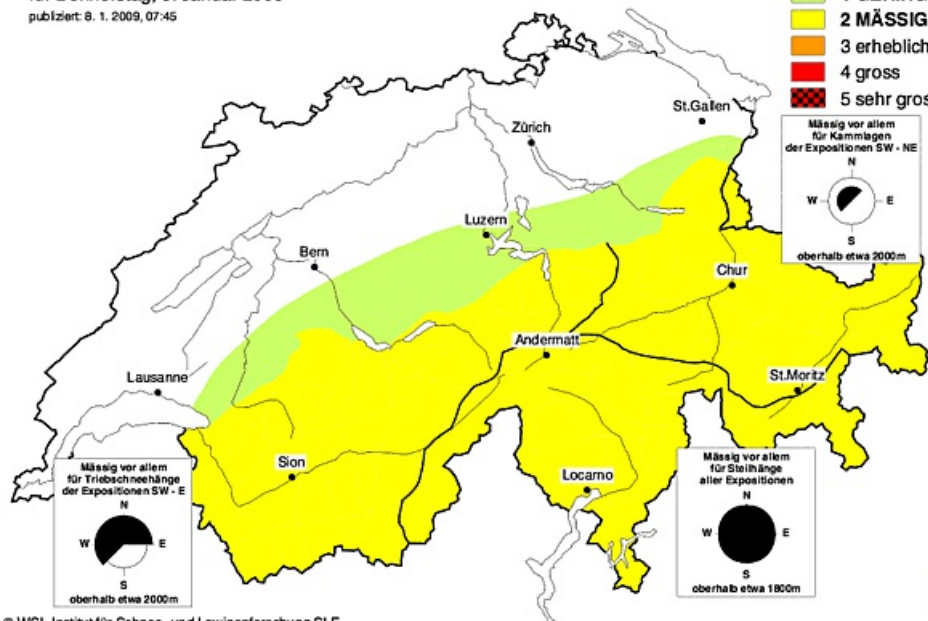 publiziert: 8. 1. 2009, 07:45
2 MÄSSIG
3 erheblich
4 gross
5 sehr gros
St.Gallen
Zürich
Mässig vor allem
für Kammlagen
der Expositionen SW - NE
N
W E
S
oberhalb etwa 2000m
Luzern
Bern
Chur
Andermatt
Lausanne
St.Moritz
Sion
Locarno
Mässig vor allem
für Triebschneehänge
der Expositionen SW - E
N
W E
S
oberhalb etwa 2000m
Mässig vor allem
für Steilhänge
aller Expositionen
N
W E
S
oberhalb etwa 1800m